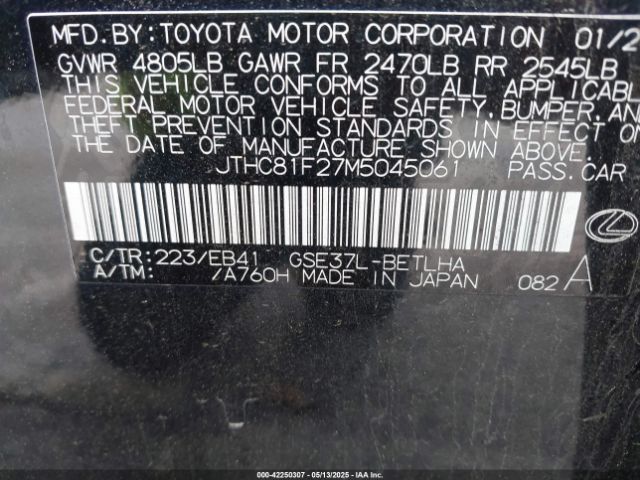 MFD. BY: TOYOTA MOTOR CORPORATION 01/2
GVWR 4805LB GAWR FR 2470LB RR 2545LB
THIS VEHICLE CONFORMS TO ALL APPLICABL
FEDERAL MOTOR VEHICLE SAFETY, BUMPER, AN
THEFT PREVENTION STANDARDS IN EFFECT O
THE DATE OF MANUFACTURE SHOWN ABOVE.
JTHC81F27M5045061 PASS. CAR
C/TR: 223/EB41 GSE37L-BETLHA
A/TM: /A760H MADE IN JAPAN 082 A
000-42250307 - 05/13/2025 - IAAI.com